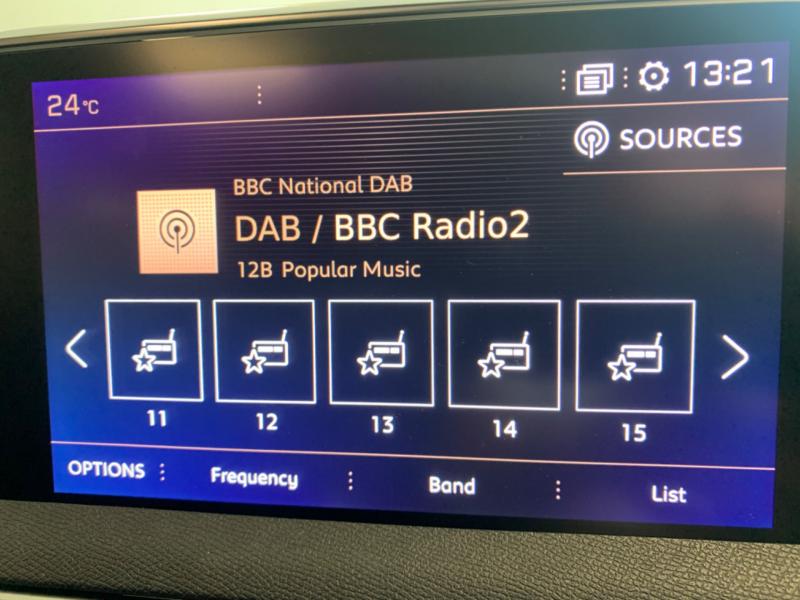 24°C
13:21
SOURCES
BBC National DAB
DAB / BBC Radio2
12B Popular Music
11 12 13 14 15
OPTIONS Frequency Band List